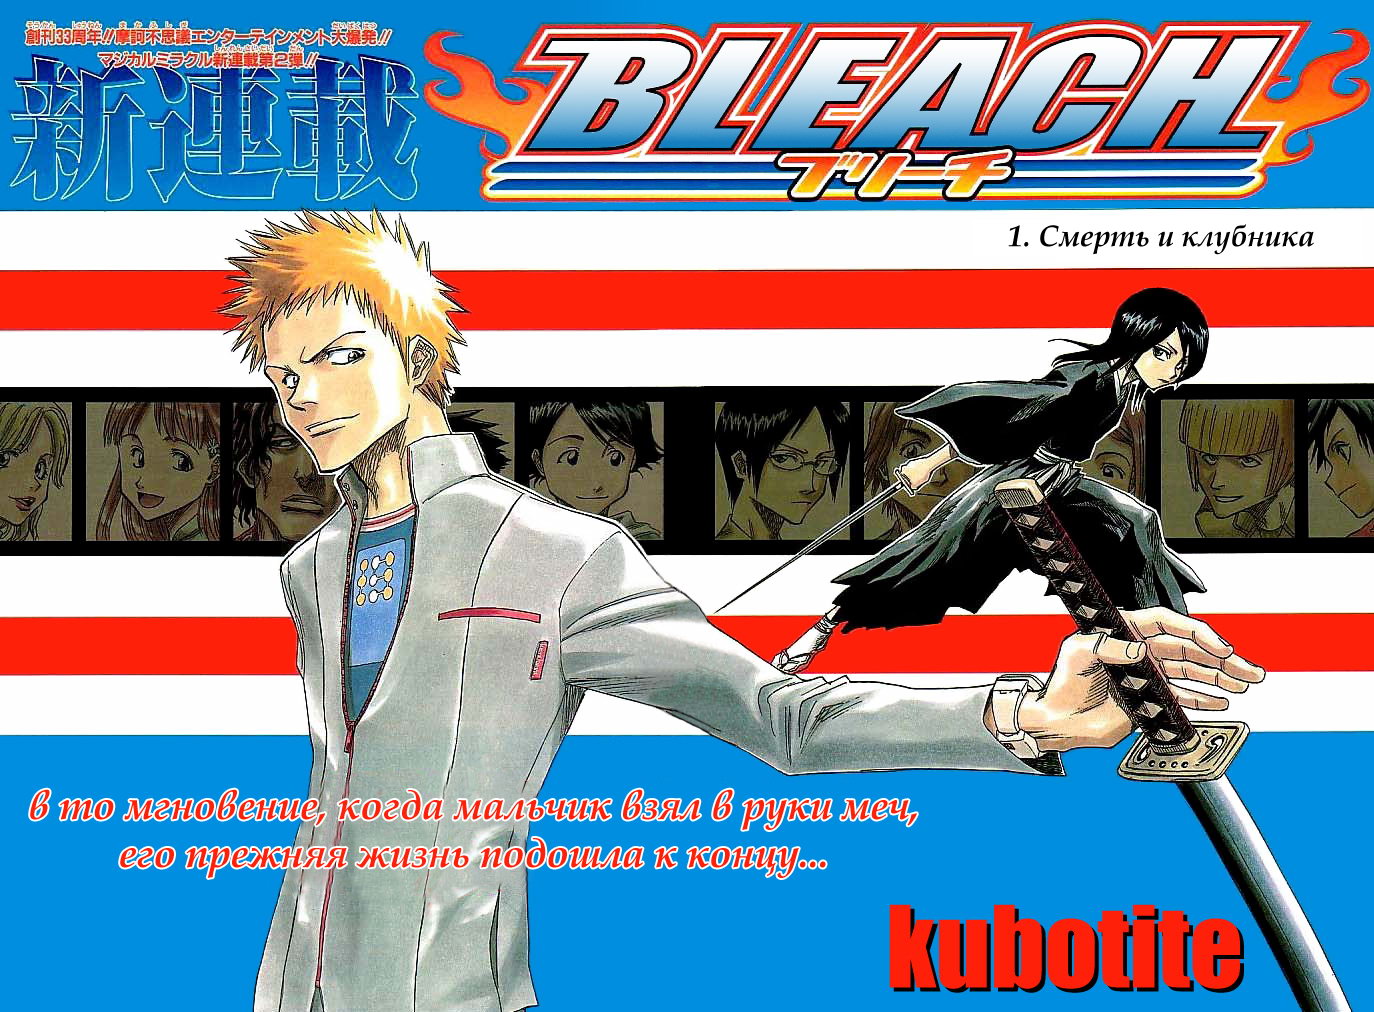 創刊33周年!!摩訶不思議エンターテインメント大爆発!!
マジカルミラクル新連載第2弾!!
新連載
BLEACH
ブリーチ
1. Смерть и клубника
в то мгновение, когда мальчик взял в руки меч,
его прежняя жизнь подошла к концу...
kubotite